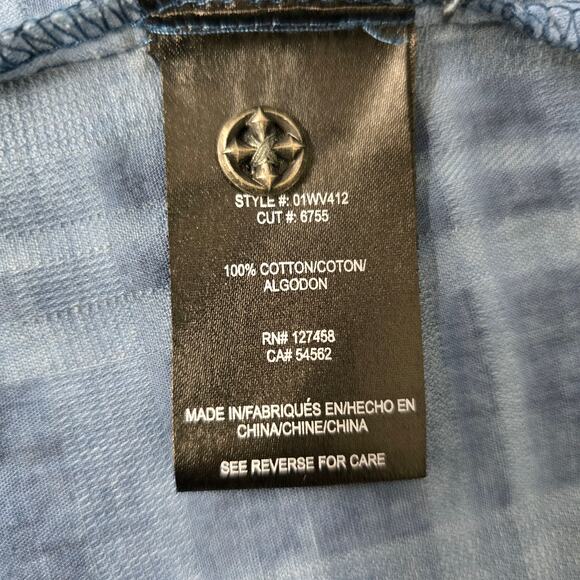 STYLE #: 01WV412
CUT #: 6755
100% COTTON/COTON/
ALGODON
RN# 127458
CA# 54562
MADE IN/FABRIQUÉS EN/HECHO EN
CHINA/CHINE/CHINA
SEE REVERSE FOR CARE